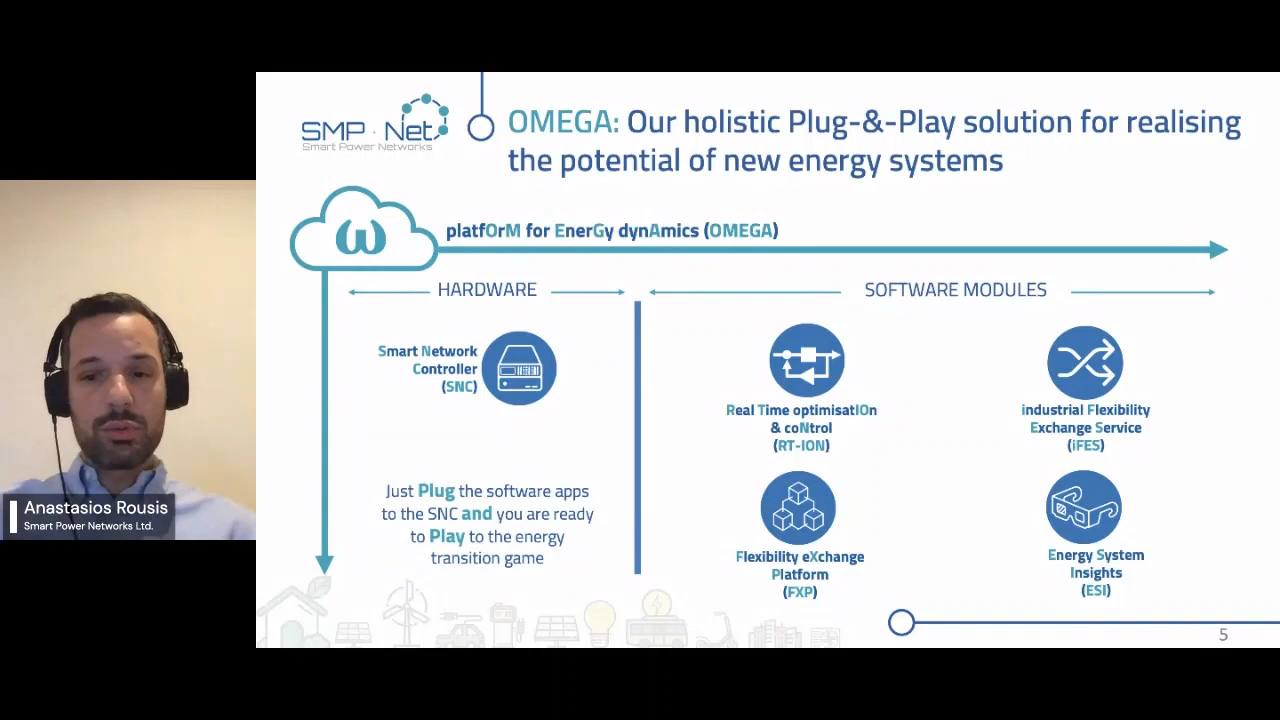 SMP · Net
Smart Power Networks
OMEGA: Our holistic Plug-&-Play solution for realising
the potential of new energy systems
ω
platfOrM for EnerGy dynAmics (OMEGA)
HARDWARE
SOFTWARE MODULES
Smart Network
Controller
(SNC)
Real Time optimisatIOn
& coNtrol
(RT-ION)
industrial Flexibility
Exchange Service
(iFES)
Just Plug the software apps
to the SNC and you are ready
to Play to the energy
transition game
Flexibility eXchange
Platform
(FXP)
Energy System
Insights
(ESI)
Anastasios Rousis
Smart Power Networks Ltd.
5